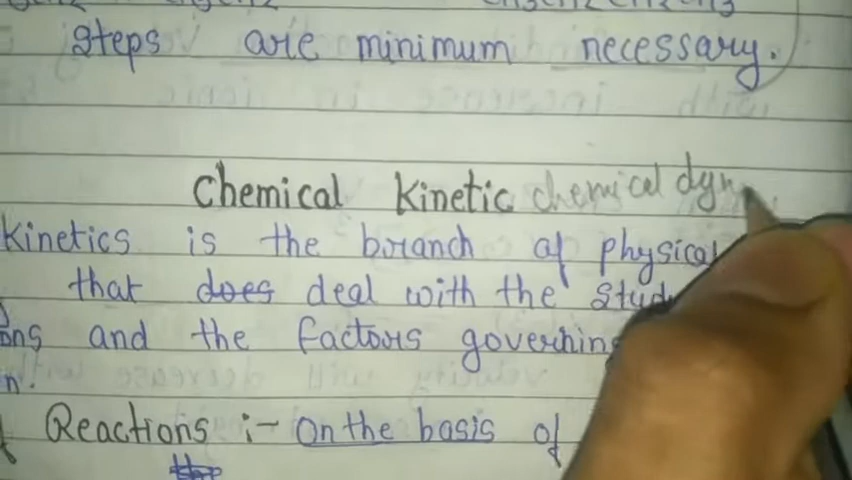 steps are minimum necessary.
Chemical Kinetic chemical dyn
Kinetics is the branch of physical
that does deal with the stud
ons and the factors governing
n.
Reactions :- On the basis of